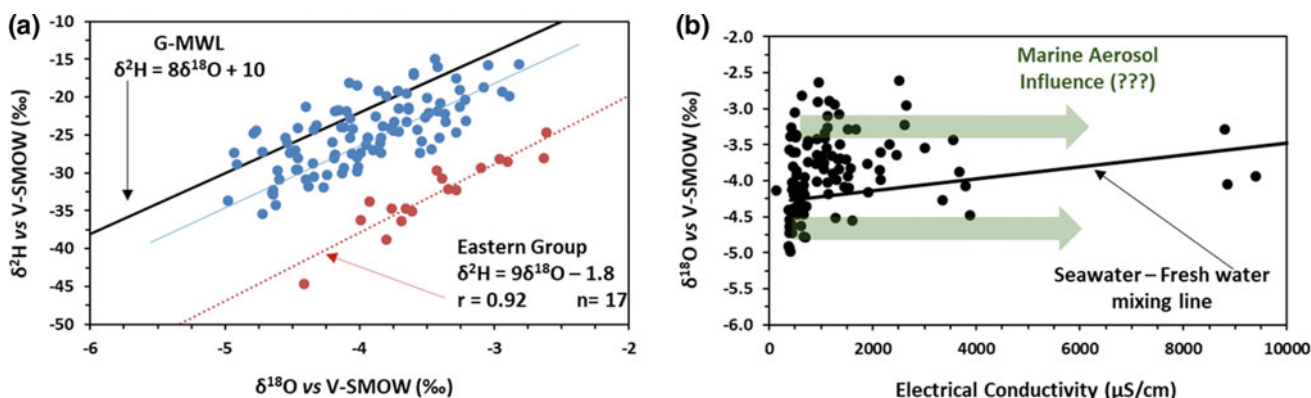 (a)
-10
-15
-20
-25
-30
-35
-40
-45
-50
δ²H vs V-SMOW (‰)
G-MWL
δ²H = 8δ¹⁸O + 10
Eastern Group
δ²H = 9δ¹⁸O – 1.8
r = 0.92 n= 17
-6 -5 -4 -3 -2
δ¹⁸O vs V-SMOW (‰)
(b)
-2.0
-2.5
-3.0
-3.5
-4.0
-4.5
-5.0
-5.5
-6.0
δ¹⁸O vs V-SMOW (‰)
Marine Aerosol
Influence (???)
Seawater – Fresh water
mixing line
0 2000 4000 6000 8000 10000
Electrical Conductivity (µS/cm)